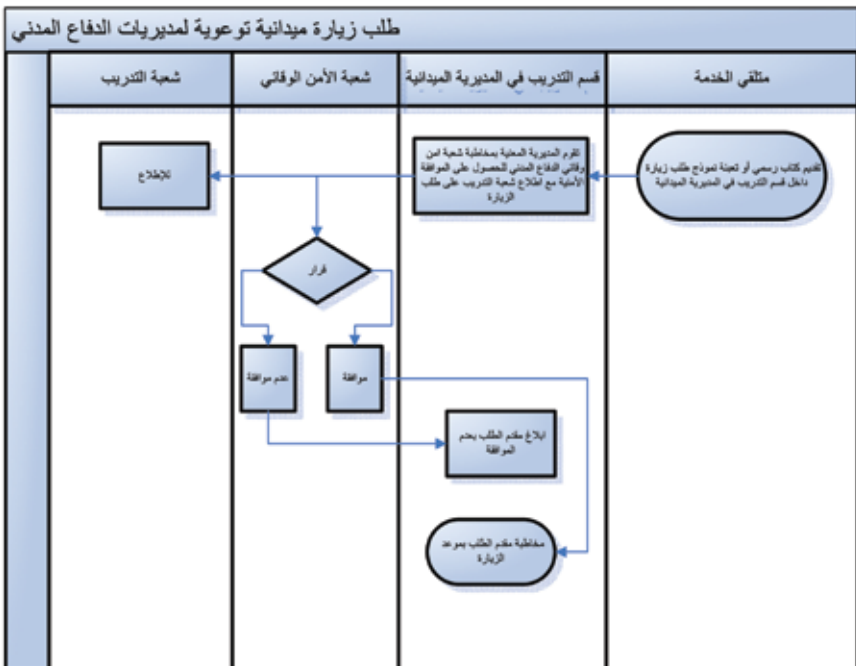 طلب زيارة ميدانية توعوية لمديريات الدفاع المدني
متلقي الخدمة
قسم التدريب في المديرية الميدانية
شعبة الأمن الوقائي
شعبة التدريب
تقديم كتاب رسمي أو تعبئة نموذج طلب زيارة
داخل قسم التدريب في المديرية الميدانية
تقوم المديرية المعنية بمخاطبة شعبة امن
وقائي الدفاع المدني للحصول على الموافقة
الأمنية مع اطلاع شعبة التدريب على طلب
الزيارة
للإطلاع
قرار
موافقة
عدم موافقة
ابلاغ مقدم الطلب بعدم
الموافقة
مخاطبة مقدم الطلب بموعد
الزيارة